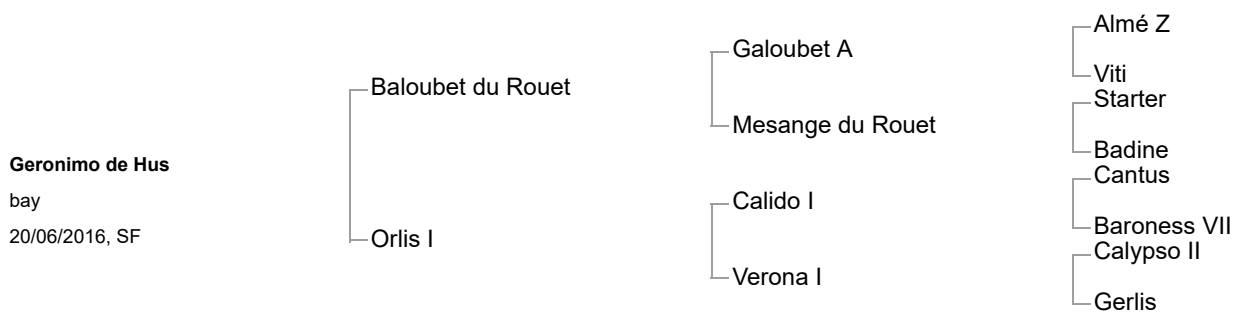 Geronimo de Hus
bay
20/06/2016, SF
Baloubet du Rouet
Orlis I
Galoubet A
Mesange du Rouet
Calido I
Verona I
Almé Z
Viti
Starter
Badine
Cantus
Baroness VII
Calypso II
Gerlis